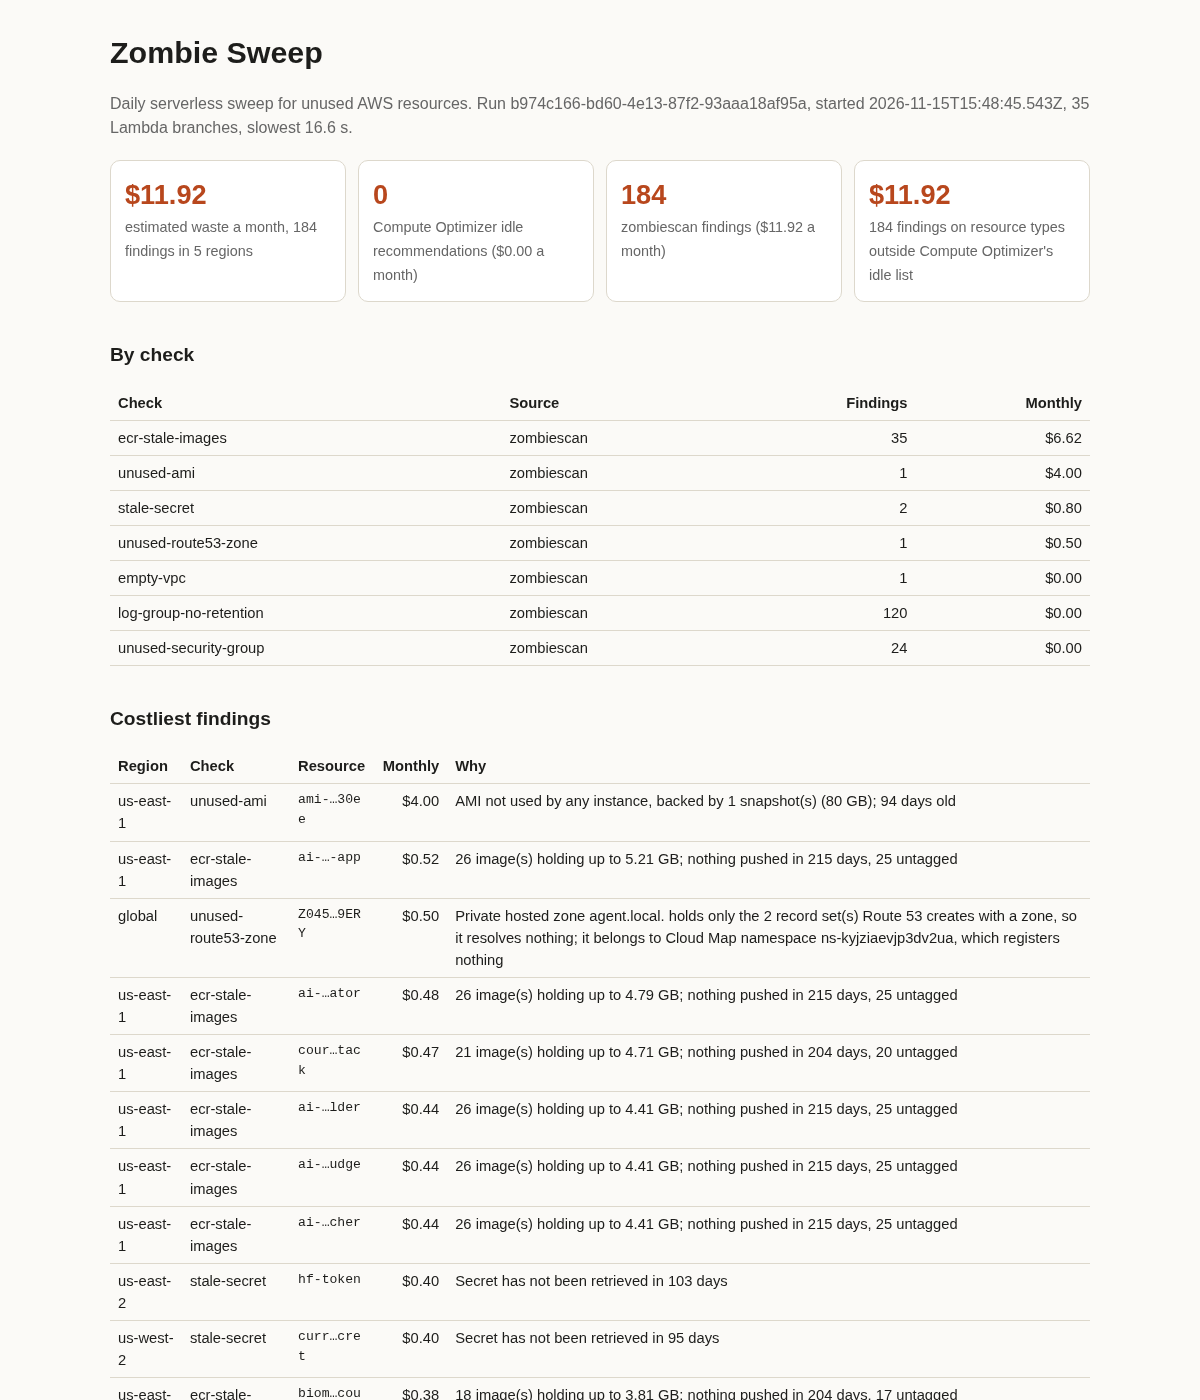 Zombie Sweep
Daily serverless sweep for unused AWS resources. Run b974c166-bd60-4e13-87f2-93aaa18af95a, started 2026-11-15T15:48:45.543Z, 35
Lambda branches, slowest 16.6 s.
$11.92
estimated waste a month, 184
findings in 5 regions
0
Compute Optimizer idle
recommendations ($0.00 a
month)
184
zombiescan findings ($11.92 a
month)
$11.92
184 findings on resource types
outside Compute Optimizer's
idle list
By check
Check Source Findings Monthly
ecr-stale-images zombiescan 35 $6.62
unused-ami zombiescan 1 $4.00
stale-secret zombiescan 2 $0.80
unused-route53-zone zombiescan 1 $0.50
empty-vpc zombiescan 1 $0.00
log-group-no-retention zombiescan 120 $0.00
unused-security-group zombiescan 24 $0.00
Costliest findings
Region Check Resource Monthly Why
us-east- unused-ami ami-…30e $4.00 AMI not used by any instance, backed by 1 snapshot(s) (80 GB); 94 days old
1 e
us-east- ecr-stale- ai-…-app $0.52 26 image(s) holding up to 5.21 GB; nothing pushed in 215 days, 25 untagged
1 images
global unused- Z045…9ER $0.50 Private hosted zone agent.local. holds only the 2 record set(s) Route 53 creates with a zone, so
route53-zone Y it resolves nothing; it belongs to Cloud Map namespace ns-kyjziaevjp3dv2ua, which registers
nothing
us-east- ecr-stale- ai-…ator $0.48 26 image(s) holding up to 4.79 GB; nothing pushed in 215 days, 25 untagged
1 images
us-east- ecr-stale- cour…tac $0.47 21 image(s) holding up to 4.71 GB; nothing pushed in 204 days, 20 untagged
1 images k
us-east- ecr-stale- ai-…lder $0.44 26 image(s) holding up to 4.41 GB; nothing pushed in 215 days, 25 untagged
1 images
us-east- ecr-stale- ai-…udge $0.44 26 image(s) holding up to 4.41 GB; nothing pushed in 215 days, 25 untagged
1 images
us-east- ecr-stale- ai-…cher $0.44 26 image(s) holding up to 4.41 GB; nothing pushed in 215 days, 25 untagged
1 images
us-east- stale-secret hf-token $0.40 Secret has not been retrieved in 103 days
2
us-west- stale-secret curr…cre $0.40 Secret has not been retrieved in 95 days
2 t
us-east- ecr-stale- biom…cou $0.38 18 image(s) holding up to 3.81 GB; nothing pushed in 204 days, 17 untagged